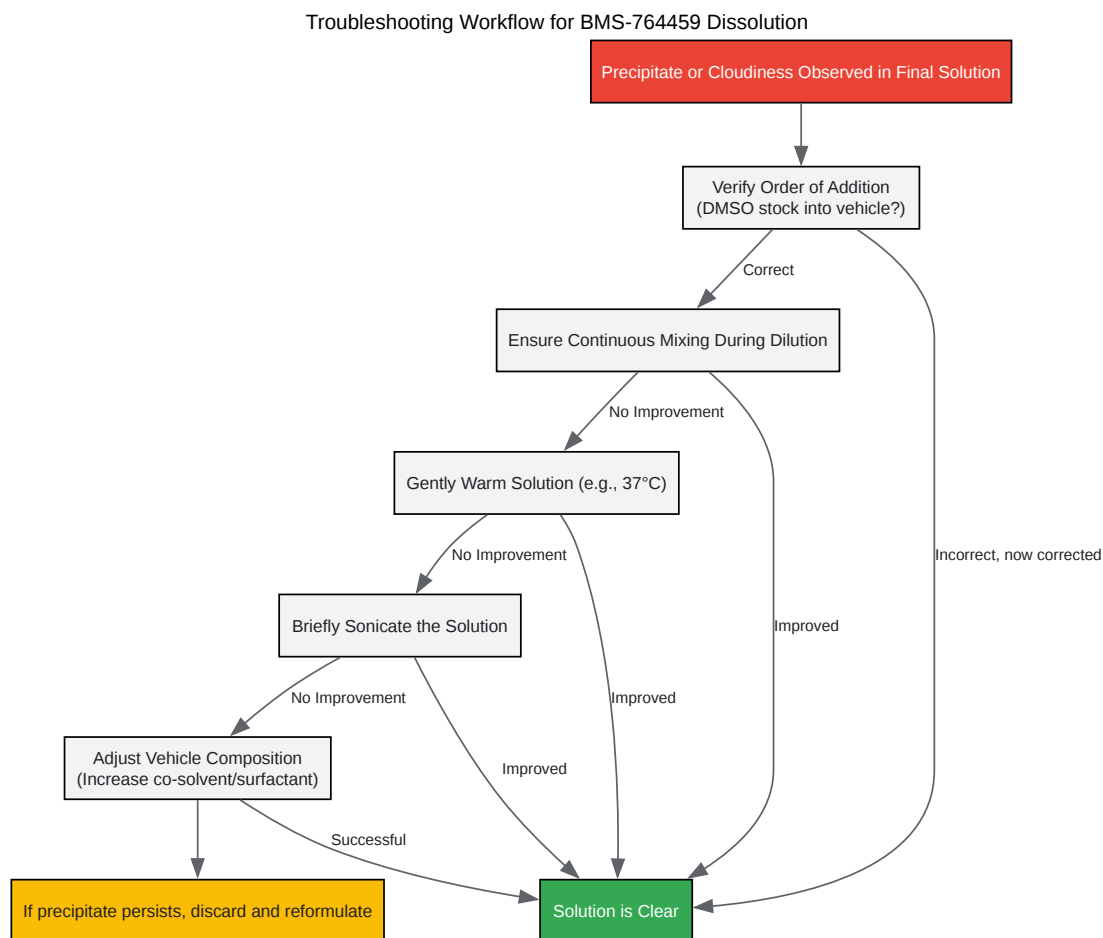 Troubleshooting Workflow for BMS-764459 Dissolution
Precipitate or Cloudiness Observed in Final Solution
Verify Order of Addition
(DMSO stock into vehicle?)
Correct
Ensure Continuous Mixing During Dilution
No Improvement
Gently Warm Solution (e.g., 37°C)
No Improvement
Incorrect, now corrected
Briefly Sonicate the Solution
Improved
No Improvement
Improved
Adjust Vehicle Composition
(Increase co-solvent/surfactant)
Improved
Successful
If precipitate persists, discard and reformulate
Solution is Clear